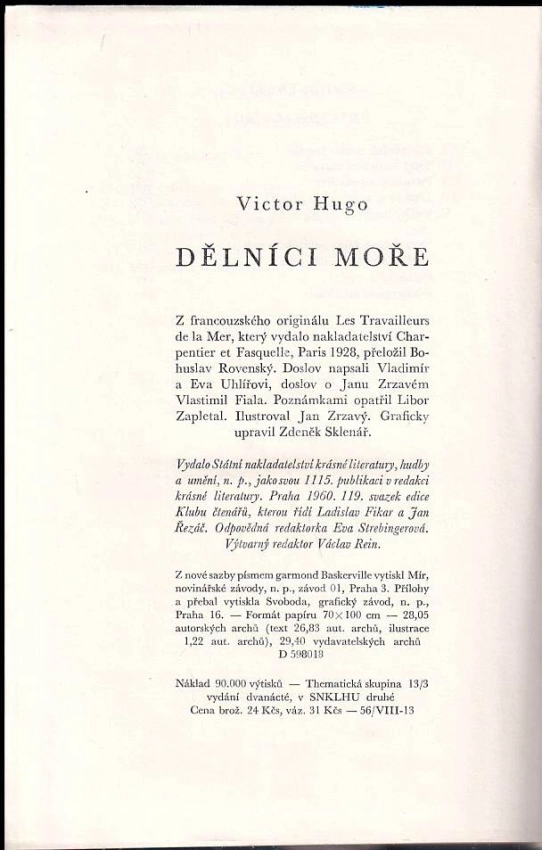 Victor Hugo
DĚLNÍCI MOŘE
Z francouzského originálu Les Travailleurs
de la Mer, který vydalo nakladatelství Char-
pentier et Fasquelle, Paris 1928, přeložil Bo-
huslav Rovenský. Doslov napsali Vladimír
a Eva Uhlířovi, doslov o Janu Zrzavém
Vlastimil Fiala. Poznámkami opatřil Libor
Zapletal. Ilustroval Jan Zrzavý. Graficky
upravil Zdeněk Sklenář.
Vydalo Státní nakladatelství krásné literatury, hudby
a umění, n. p., jako svou 1115. publikaci v redakci
krásné literatury. Praha 1960. 119. svazek edice
Klubu čtenářů, kterou řídí Ladislav Fikar a Jan
Řezáč. Odpovědná redaktorka Eva Strebingerová.
Výtvarný redaktor Václav Rein.
Z nové sazby písmem garmond Baskerville vytiskl Mír,
novinářské závody, n. p., závod 01, Praha 3. Přílohy
a přebal vytiskla Svoboda, grafický závod, n. p.,
Praha 16. — Formát papíru 70×100 cm — 28,05
autorských archů (text 26,83 aut. archů, ilustrace
1,22 aut. archů), 29,40 vydavatelských archů
D 598018
Náklad 90.000 výtisků — Thematická skupina 13/3
vydání dvanácté, v SNKLHU druhé
Cena brož. 24 Kčs, váz. 31 Kčs — 56/VIII-13